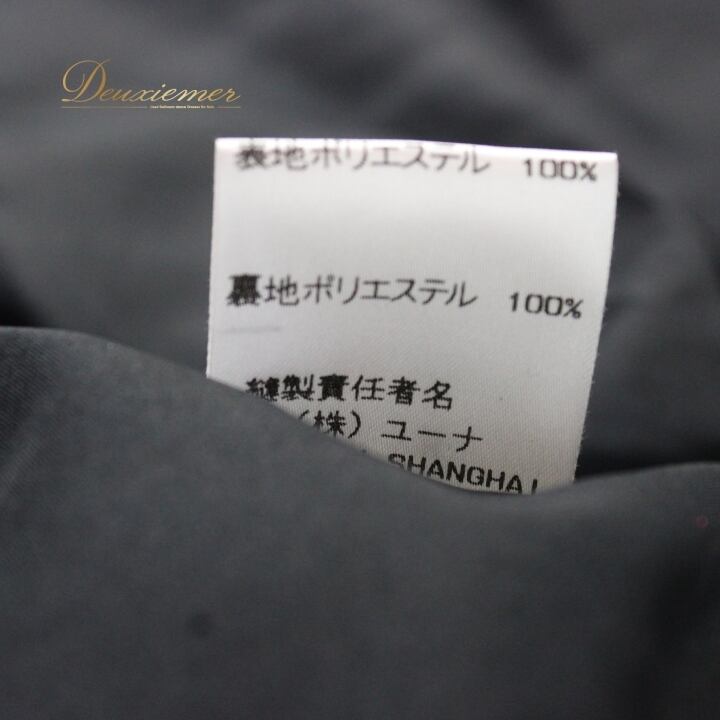 Deuxiemer
表地ポリエステル 100%
裏地ポリエステル 100%
縫製責任者名
(株) ユーナ
SHANGHAI